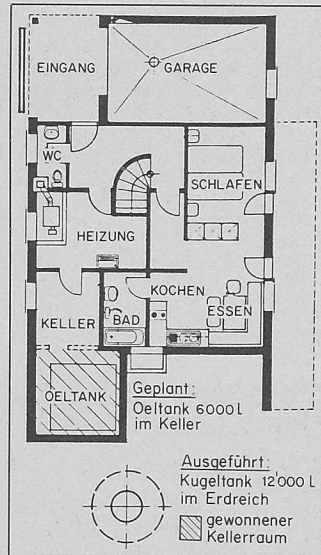 EINGANG
GARAGE
WC
SCHLAFEN
HEIZUNG
KOCHEN
ESSEN
KELLER
BAD
OELTANK
Geplant:
Oeltank 6000 L
im Keller
Ausgeführt:
Kugeltank 12'000 L
im Erdreich
gewonnener
Kellerraum